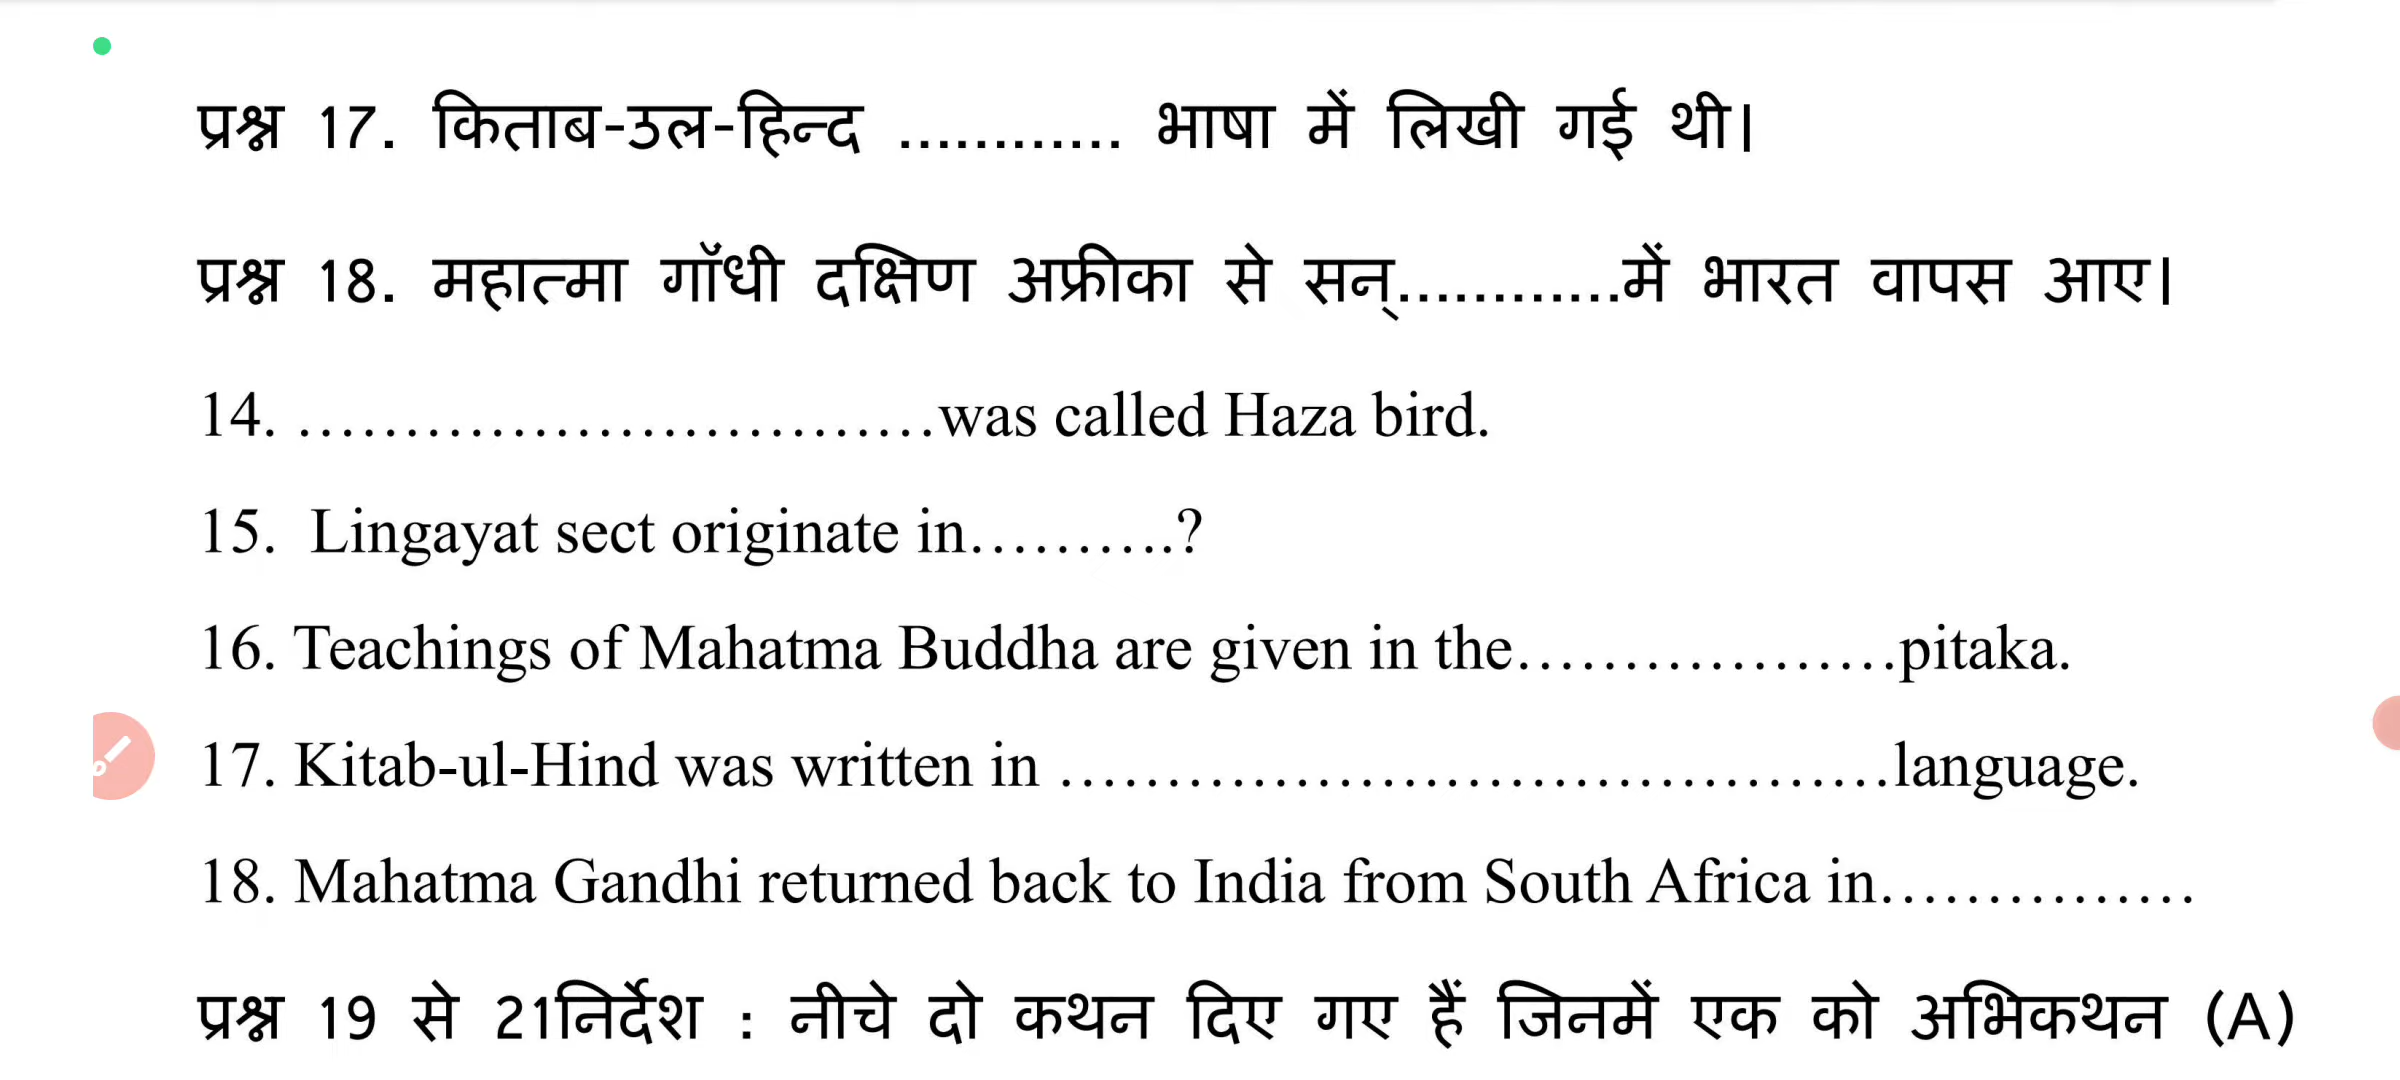 प्रश्न 17. किताब-उल-हिन्द ............ भाषा में लिखी गई थी।
प्रश्न 18. महात्मा गाँधी दक्षिण अफ्रीका से सन्............में भारत वापस आए।
14. …………………………….was called Haza bird.
15. Lingayat sect originate in……….?
16. Teachings of Mahatma Buddha are given in the……………….pitaka.
17. Kitab-ul-Hind was written in …………………………………….language.
18. Mahatma Gandhi returned back to India from South Africa in……………
प्रश्न 19 से 21निर्देश : नीचे दो कथन दिए गए हैं जिनमें एक को अभिकथन (A)